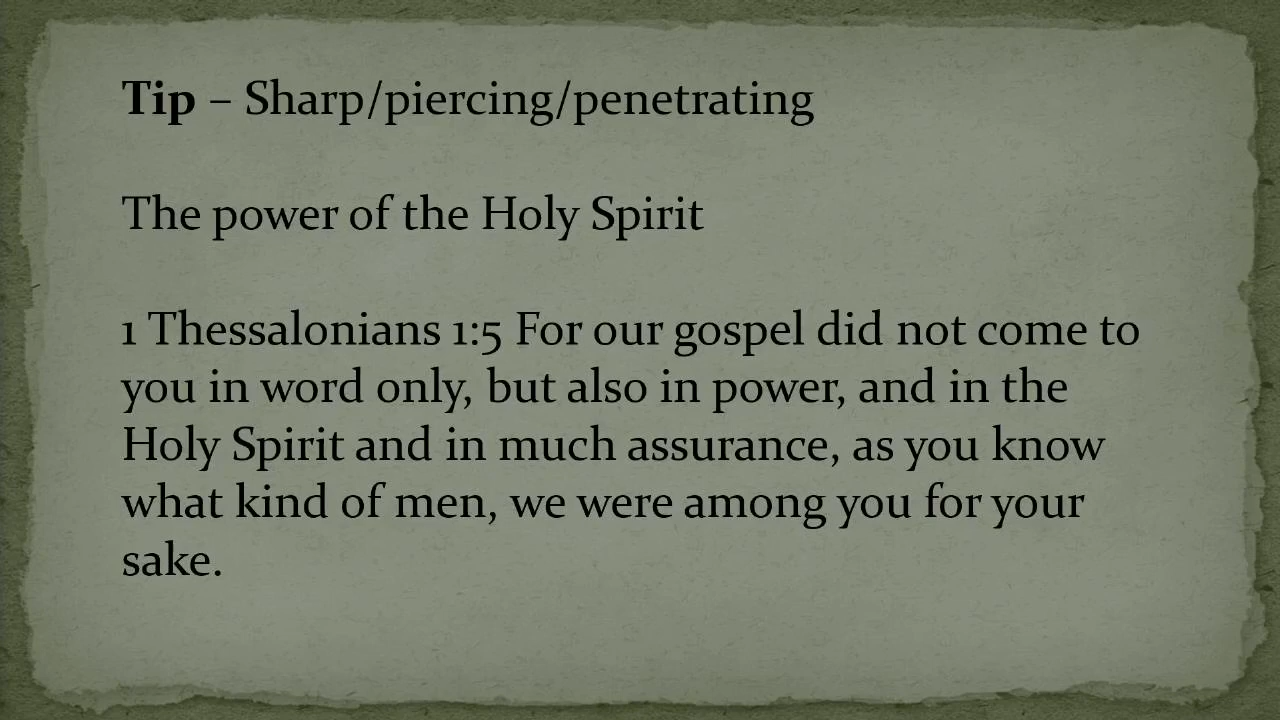 Tip – Sharp/piercing/penetrating
The power of the Holy Spirit
1 Thessalonians 1:5 For our gospel did not come to
you in word only, but also in power, and in the
Holy Spirit and in much assurance, as you know
what kind of men, we were among you for your
sake.